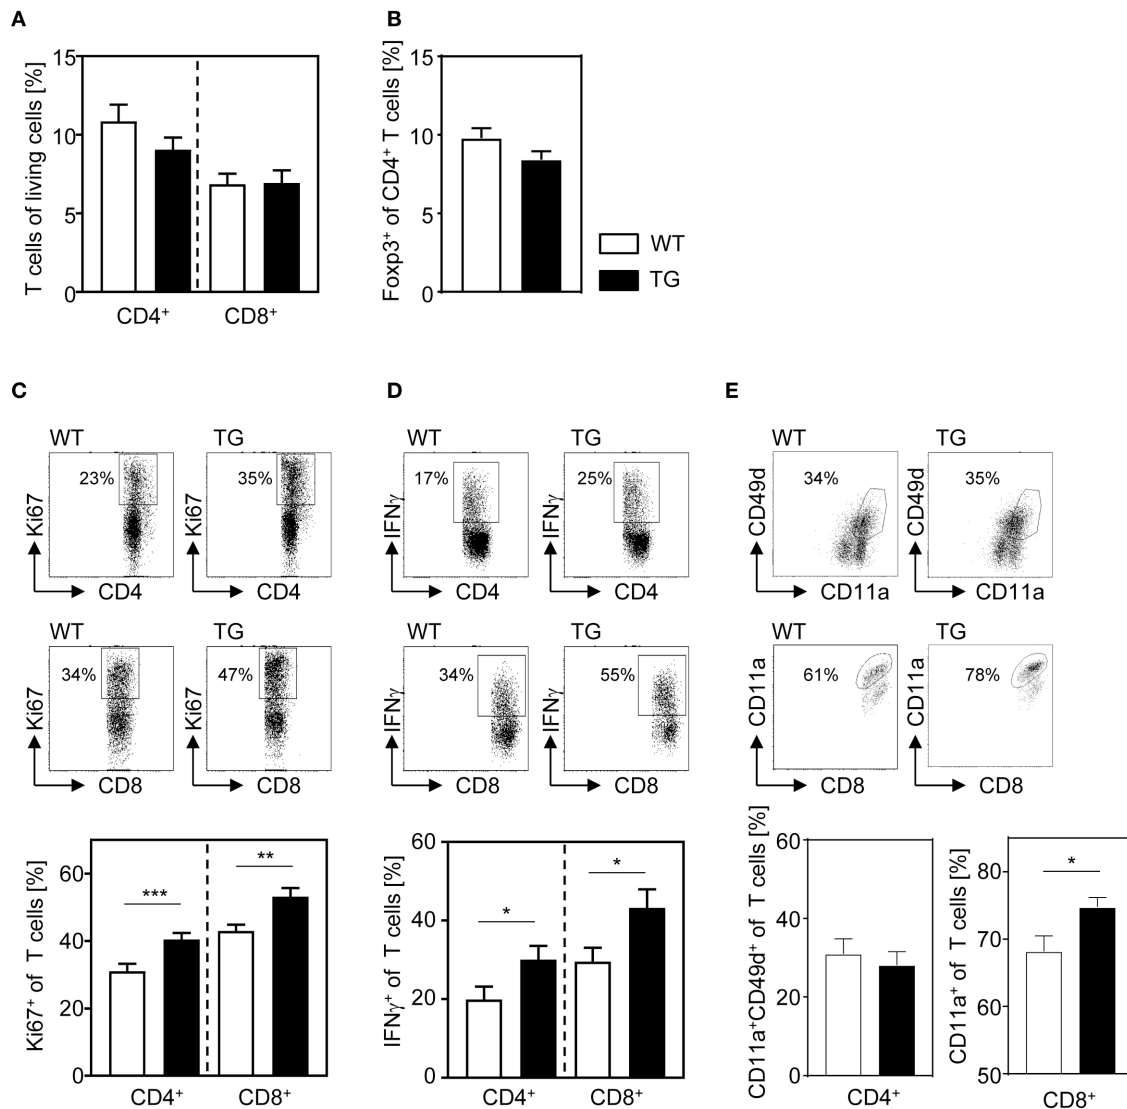 A
B
T cells of living cells [%]
15
10
5
0
CD4⁺
CD8⁺
Foxp3⁺ of CD4⁺ T cells [%]
15
10
5
0
WT
TG
C
D
E
WT
TG
Ki67
23%
CD4
Ki67
35%
CD4
WT
TG
Ki67
34%
CD8
Ki67
47%
CD8
WT
TG
IFNγ
17%
CD4
IFNγ
25%
CD4
WT
TG
IFNγ
34%
CD8
IFNγ
55%
CD8
WT
TG
CD49d
34%
CD11a
CD49d
35%
CD11a
WT
TG
CD11a
61%
CD8
CD11a
78%
CD8
Ki67⁺ of T cells [%]
60
40
20
0
***
**
CD4⁺
CD8⁺
IFNγ⁺ of T cells [%]
60
40
20
0
*
*
CD4⁺
CD8⁺
CD11a⁺CD49d⁺ of T cells [%]
60
40
20
0
CD4⁺
CD11a⁺ of T cells [%]
80
70
60
50
*
CD8⁺